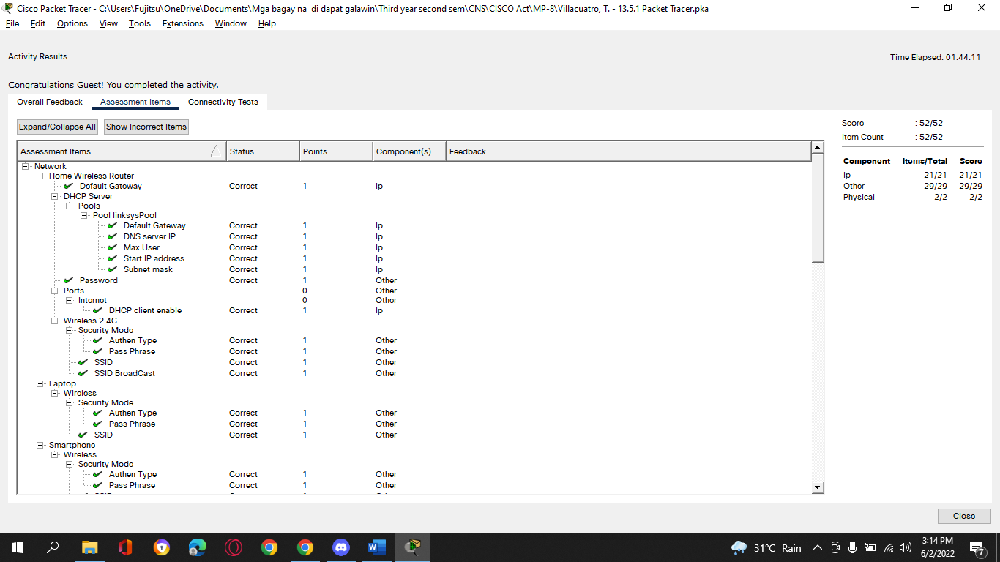 Cisco Packet Tracer - C:\Users\Fujitsu\OneDrive\Documents\Mga bagay na  di dapat galawin\Third year second sem\CNS\CISCO Act\MP-8\Villacuatro, T. - 13.5.1 Packet Tracer.pka
File Edit Options View Tools Extensions Window Help
Activity Results
Time Elapsed: 01:44:11
Congratulations Guest! You completed the activity.
Overall Feedback Assessment Items Connectivity Tests
Expand/Collapse All Show Incorrect Items
Score : 52/52
Item Count : 52/52
Component Items/Total Score
Ip 21/21 21/21
Other 29/29 29/29
Physical 2/2 2/2
Assessment Items Status Points Component(s) Feedback
Network
Home Wireless Router
Default Gateway Correct 1 Ip
DHCP Server
Pools
Pool linksysPool
Default Gateway Correct 1 Ip
DNS server IP Correct 1 Ip
Max User Correct 1 Ip
Start IP address Correct 1 Ip
Subnet mask Correct 1 Ip
Password Correct 1 Other
Ports 0 Other
Internet 0 Other
DHCP client enable Correct 1 Ip
Wireless 2.4G
Security Mode
Authen Type Correct 1 Other
Pass Phrase Correct 1 Other
SSID Correct 1 Other
SSID BroadCast Correct 1 Other
Laptop
Wireless
Security Mode
Authen Type Correct 1 Other
Pass Phrase Correct 1 Other
SSID Correct 1 Other
Smartphone
Wireless
Security Mode
Authen Type Correct 1 Other
Pass Phrase Correct 1 Other
Close
31°C Rain
3:14 PM
6/2/2022
7